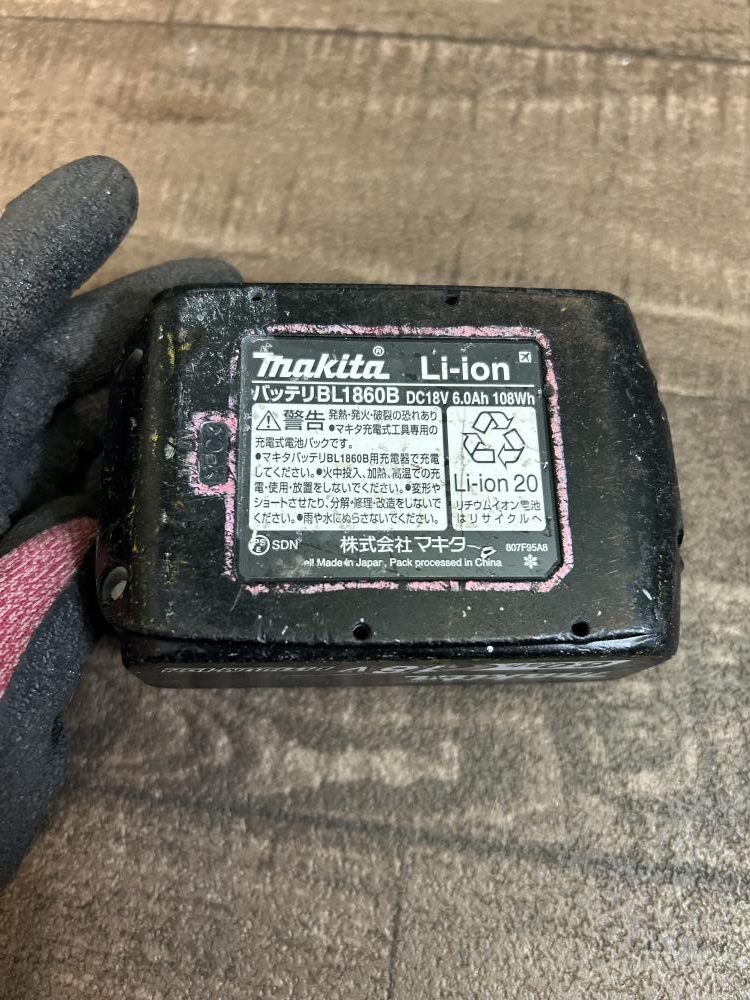 makita® Li-ion
バッテリBL1860B DC18V 6.0Ah 108Wh
警告 発熱・発火・破裂の恐れあり
●マキタ充電式工具専用の
充電式電池パックです。
●マキタバッテリBL1860B用充電器で充電
してください。●火中投入、加熱、高温での充
電・使用・放置をしないでください。●変形や
ショートさせたり、分解・修理・改造をしないで
ください。●雨や水にぬらさないでください。
Li-ion 20
リチウムイオン電池
はリサイクルへ
PSE SDN 株式会社 マキタ 807F95A8
Made in Japan, Pack processed in China